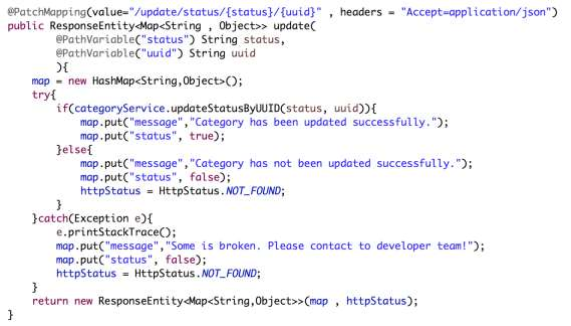 @PatchMapping(value="/update/status/{status}/{uuid}" , headers = "Accept=application/json")
public ResponseEntity<Map<String , Object>> update(
        @PathVariable("status") String status,
        @PathVariable("uuid") String uuid
        ){
    map = new HashMap<String,Object>();
    try{
        if(categoryService.updateStatusByUUID(status, uuid)){
            map.put("message","Category has been updated successfully.");
            map.put("status", true);
        }else{
            map.put("message","Category has not been updated successfully.");
            map.put("status", false);
            httpStatus = HttpStatus.NOT_FOUND;
        }
    }catch(Exception e){
        e.printStackTrace();
        map.put("message","Some is broken. Please contact to developer team!");
        map.put("status", false);
        httpStatus = HttpStatus.NOT_FOUND;
    }
    return new ResponseEntity<Map<String,Object>>(map , httpStatus);
}